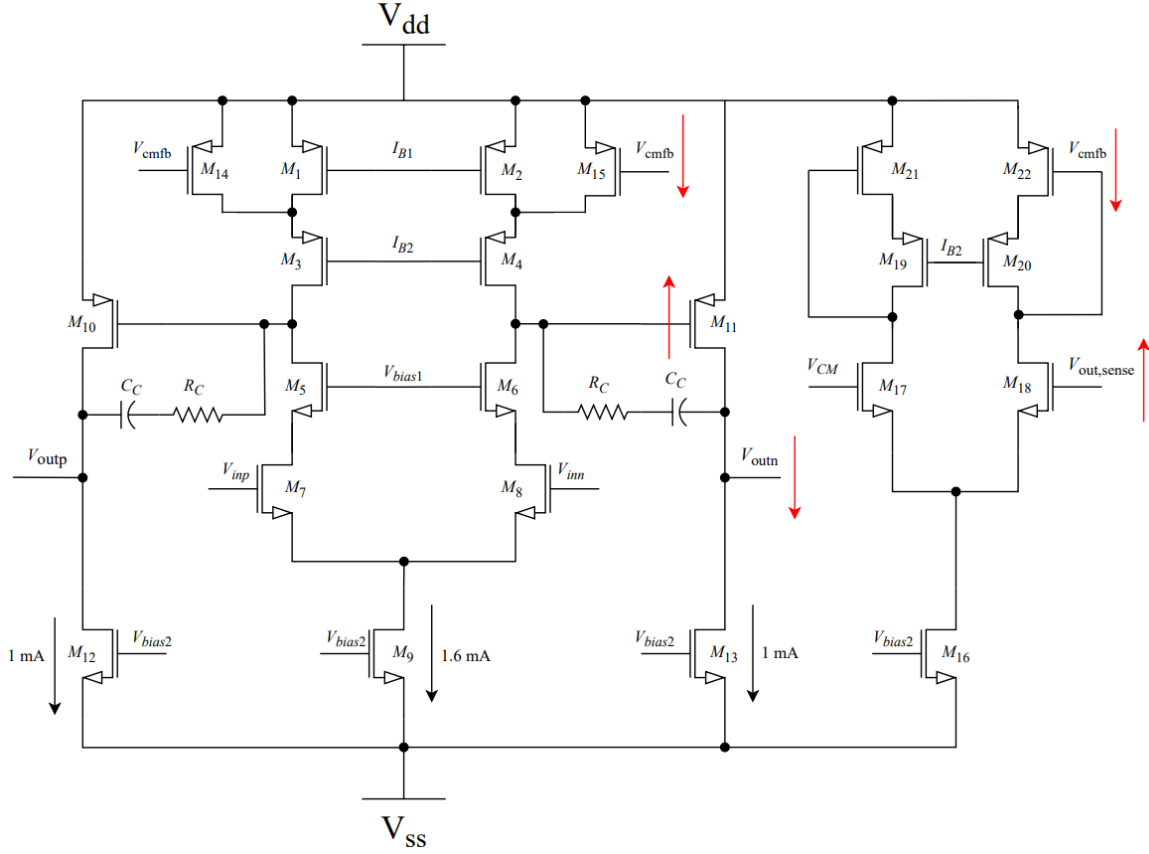 Vdd
Vcmfb
M14
M1
IB1
M2
M15
Vcmfb
M21
M22
Vcmfb
M3
IB2
M4
M19
IB2
M20
M10
M11
CC
RC
M5
Vbias1
M6
RC
CC
VCM
M17
M18
Vout,sense
Voutp
Vinp
M7
M8
Vinn
Voutn
1 mA
M12
Vbias2
Vbias2
M9
1.6 mA
Vbias2
M13
1 mA
Vbias2
M16
Vss